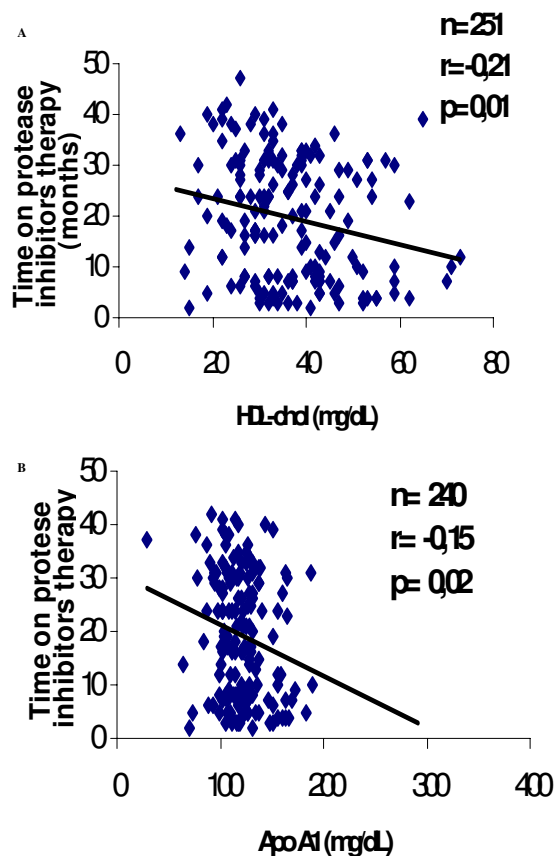 A
n=251
r=-0,21
p=0,01
50
40
30
20
10
0
Time on protease
inhibitors therapy
(months)
0 20 40 60 80
HDL-chol (mg/dL)
B
n= 240
r= -0,15
p= 0,02
50
40
30
20
10
0
Time on protese
inhibitors therapy
0 100 200 300 400
Apo A1 (mg/dL)